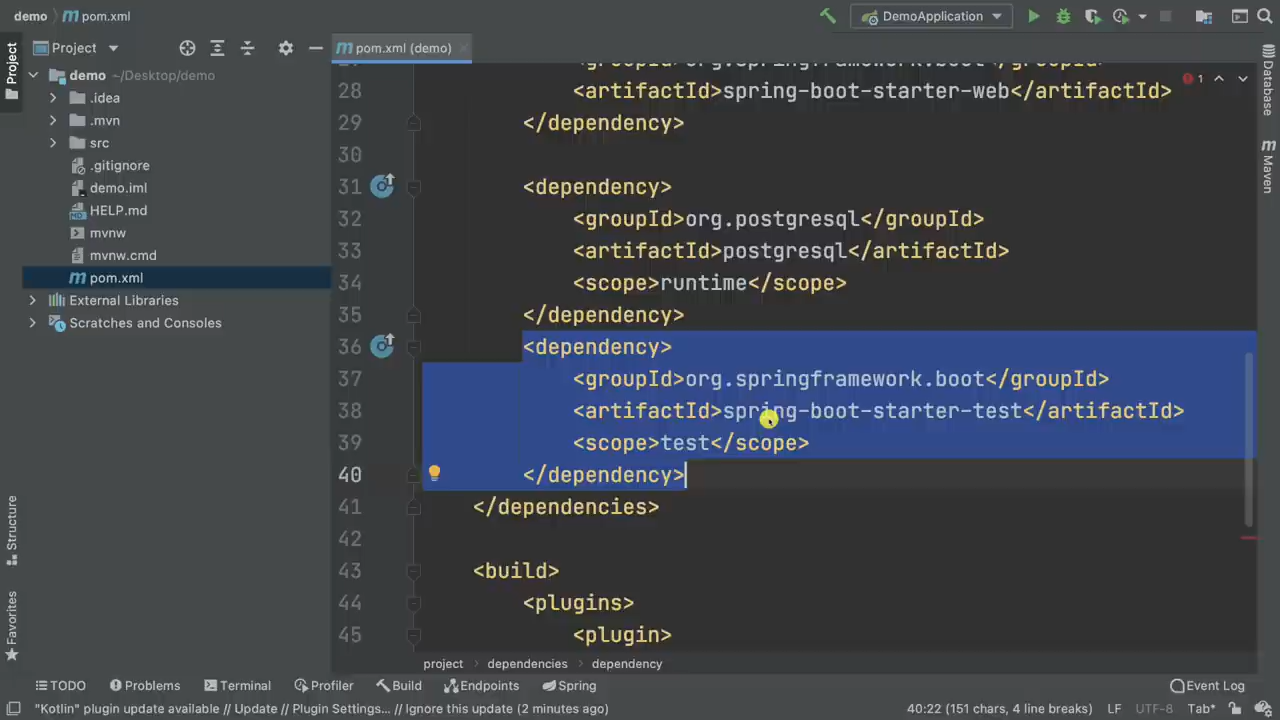 demo
pom.xml
DemoApplication
Project
pom.xml (demo)
Project
demo ~/Desktop/demo
.idea
.mvn
src
.gitignore
demo.iml
HELP.md
mvnw
mvnw.cmd
pom.xml
External Libraries
Scratches and Consoles
Structure
Favorites
1
28 <artifactId>spring-boot-starter-web</artifactId>
29 </dependency>
30
31 <dependency>
32 <groupId>org.postgresql</groupId>
33 <artifactId>postgresql</artifactId>
34 <scope>runtime</scope>
35 </dependency>
36 <dependency>
37 <groupId>org.springframework.boot</groupId>
38 <artifactId>spring-boot-starter-test</artifactId>
39 <scope>test</scope>
40 </dependency>
41 </dependencies>
42
43 <build>
44 <plugins>
45 <plugin>
Database
Maven
project dependencies dependency
TODO Problems Terminal Profiler Build Endpoints Spring Event Log
"Kotlin" plugin update available // Update // Plugin Settings... // Ignore this update (2 minutes ago) 40:22 (151 chars, 4 line breaks) LF UTF-8 Tab*